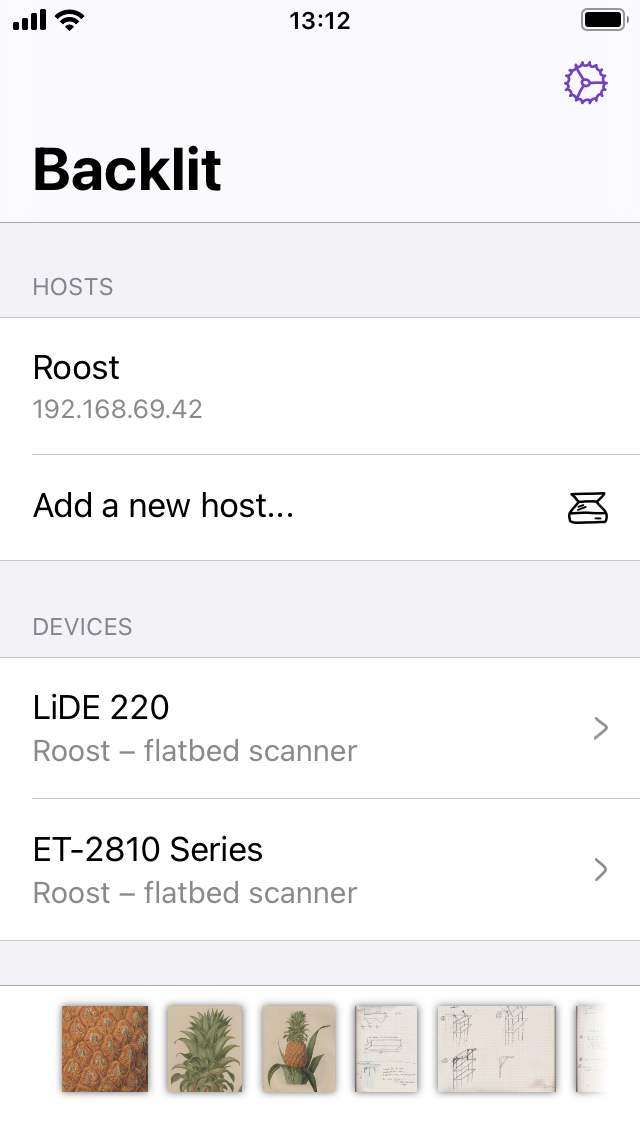 13:12
Backlit
HOSTS
Roost
192.168.69.42
Add a new host...
DEVICES
LiDE 220
Roost – flatbed scanner
ET-2810 Series
Roost – flatbed scanner